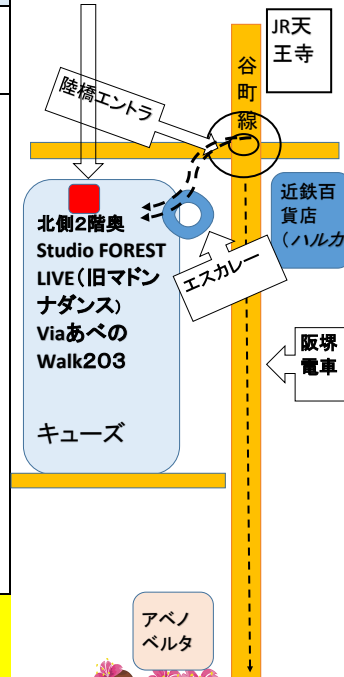 JR天
王寺
谷
町
線
陸橋エントラ
近鉄百
貨店
（ハルカ
北側2階奥
Studio FOREST
LIVE（旧マドン
ナダンス）
Viaあべの
Walk203
エスカレー
阪堺
電車
キューズ
アベノ
ベルタ